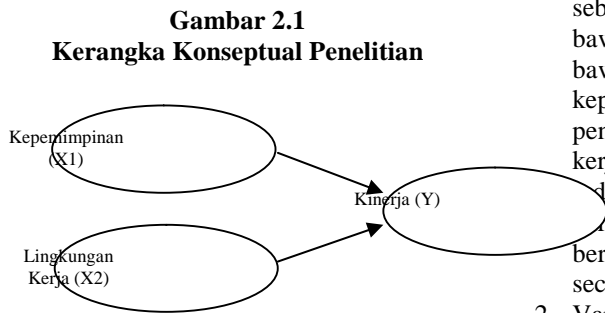 Gambar 2.1
Kerangka Konseptual Penelitian
Kepemimpinan
(X1)
Kinerja (Y)
Lingkungan
Kerja (X2)